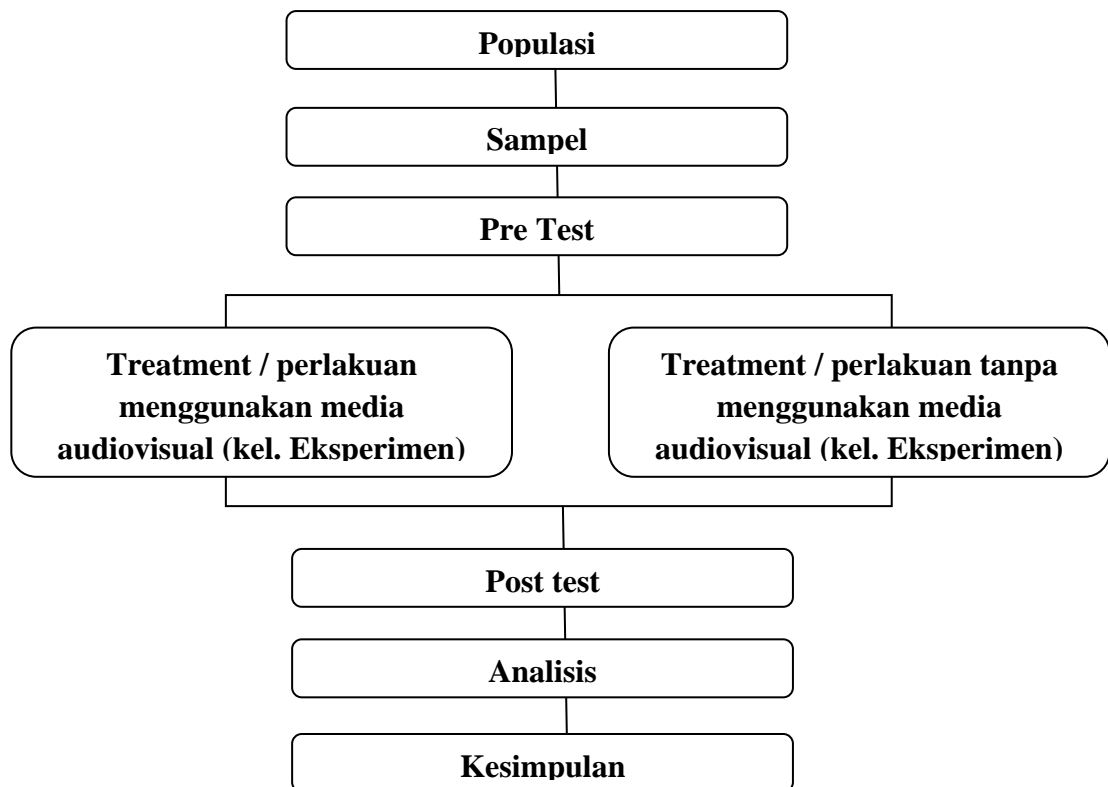 Populasi
Sampel
Pre Test
Treatment / perlakuan
menggunakan media
audiovisual (kel. Eksperimen)
Treatment / perlakuan tanpa
menggunakan media
audiovisual (kel. Eksperimen)
Post test
Analisis
Kesimpulan